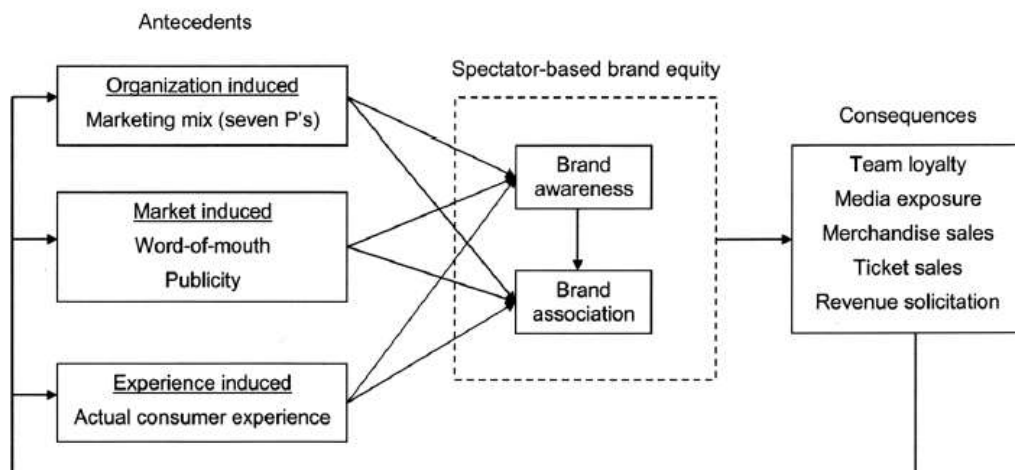 Antecedents
Organization induced
Marketing mix (seven P's)
Market induced
Word-of-mouth
Publicity
Experience induced
Actual consumer experience
Spectator-based brand equity
Brand
awareness
Brand
association
Consequences
Team loyalty
Media exposure
Merchandise sales
Ticket sales
Revenue solicitation